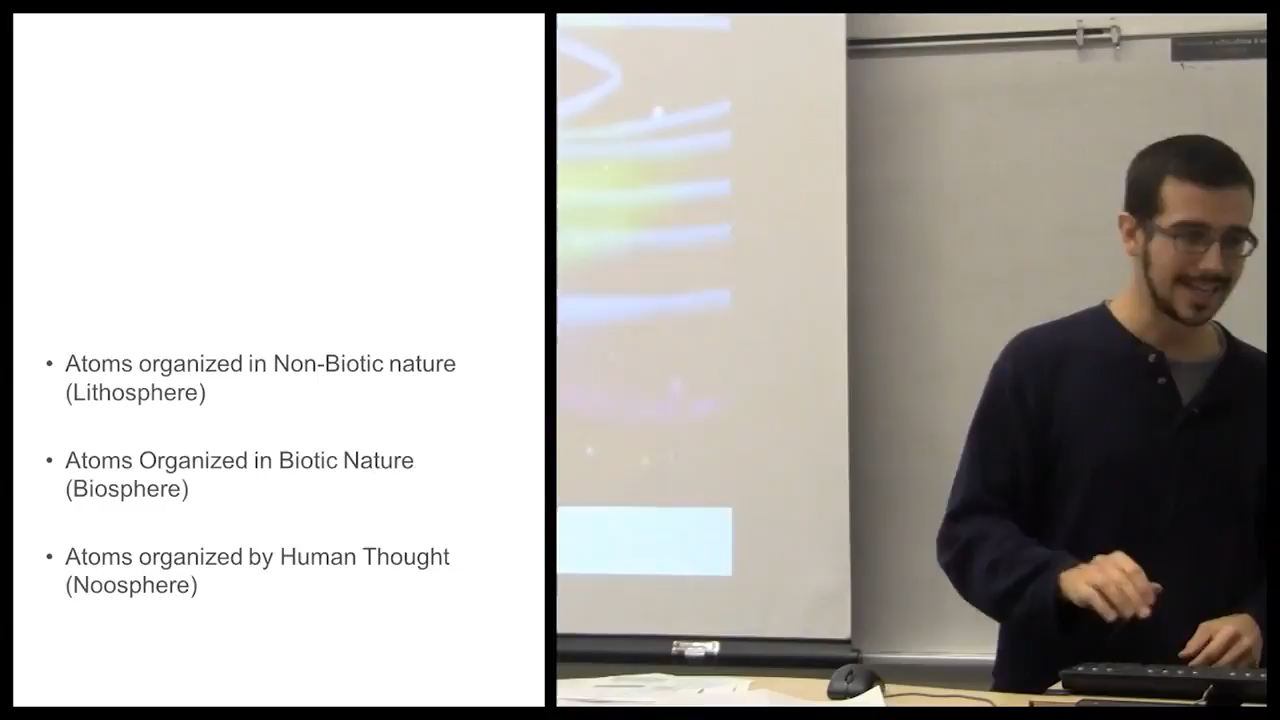 • Atoms organized in Non-Biotic nature
(Lithosphere)
• Atoms Organized in Biotic Nature
(Biosphere)
• Atoms organized by Human Thought
(Noosphere)